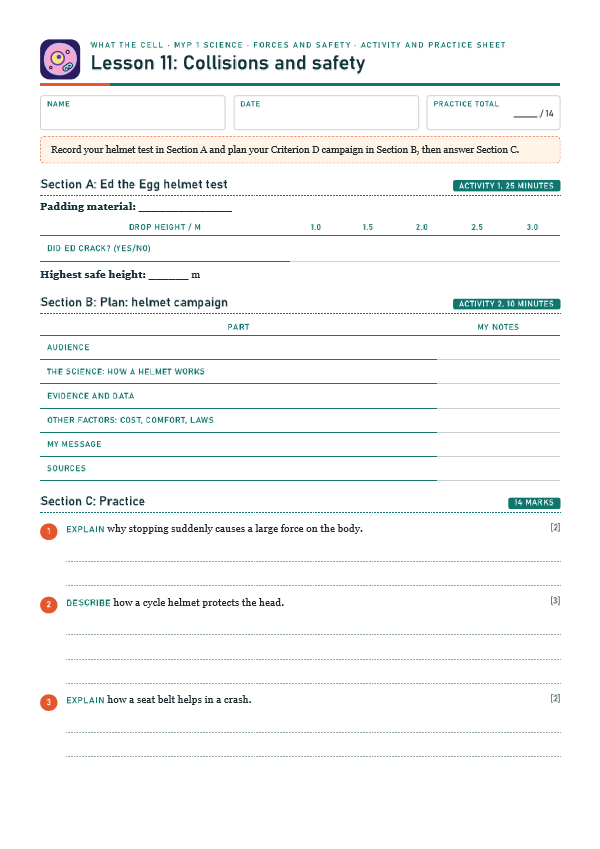 WHAT THE CELL · MYP 1 SCIENCE · FORCES AND SAFETY · ACTIVITY AND PRACTICE SHEET
Lesson 11: Collisions and safety
NAME
DATE
PRACTICE TOTAL
_____ / 14
Record your helmet test in Section A and plan your Criterion D campaign in Section B, then answer Section C.
Section A: Ed the Egg helmet test
ACTIVITY 1, 25 MINUTES
Padding material: ______________
DROP HEIGHT / M 1.0 1.5 2.0 2.5 3.0
DID ED CRACK? (YES/NO)
Highest safe height: ______ m
Section B: Plan: helmet campaign
ACTIVITY 2, 10 MINUTES
PART MY NOTES
AUDIENCE
THE SCIENCE: HOW A HELMET WORKS
EVIDENCE AND DATA
OTHER FACTORS: COST, COMFORT, LAWS
MY MESSAGE
SOURCES
Section C: Practice
14 MARKS
1 EXPLAIN why stopping suddenly causes a large force on the body. [2]
2 DESCRIBE how a cycle helmet protects the head. [3]
3 EXPLAIN how a seat belt helps in a crash. [2]